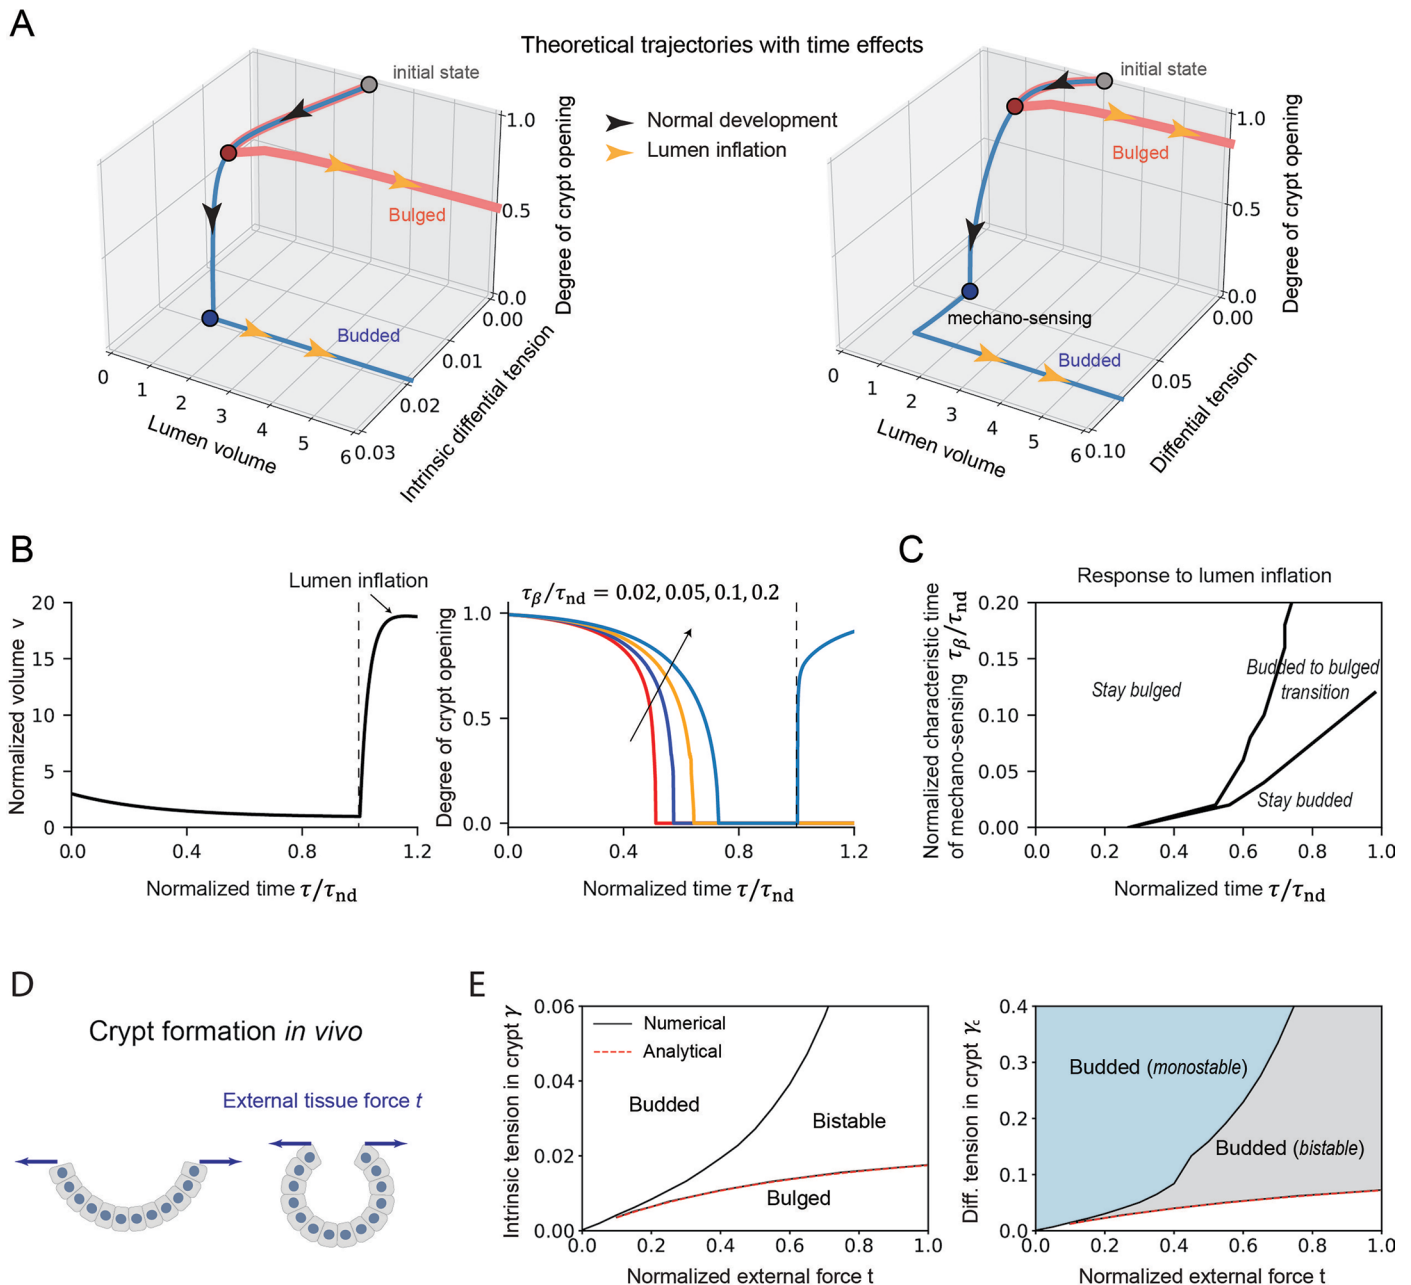 A
Theoretical trajectories with time effects
initial state
Normal development
Lumen inflation
Bulged
Budded
0
1
2
3
4
5
6
Lumen volume
0.03
0.02
0.01
0.00
Intrinsic diffential tension
0.0
0.5
1.0
Degree of crypt opening
initial state
Bulged
mechano-sensing
Budded
0
1
2
3
4
5
6
Lumen volume
0.10
0.05
0.00
Diffential tension
0.0
0.5
1.0
Degree of crypt opening
B
Lumen inflation
20
15
10
5
0
Normalized volume v
0.0
0.4
0.8
1.2
Normalized time τ/τnd
τβ/τnd = 0.02, 0.05, 0.1, 0.2
1.0
0.5
0.0
Degree of crypt opening
0.0
0.4
0.8
1.2
Normalized time τ/τnd
C
Response to lumen inflation
0.20
0.15
0.10
0.05
0.00
Normalized characteristic time
of mechano-sensing τβ/τnd
Stay bulged
Budded to bulged
transition
Stay budded
0.0
0.2
0.4
0.6
0.8
1.0
Normalized time τ/τnd
D
Crypt formation in vivo
External tissue force t
E
0.06
0.04
0.02
0.00
Intrinsic tension in crypt γ
Numerical
Analytical
Budded
Bistable
Bulged
0.0
0.2
0.4
0.6
0.8
1.0
Normalized external force t
0.4
0.3
0.2
0.1
0.0
Diff. tension in crypt γc
Budded (monostable)
Budded (bistable)
0.0
0.2
0.4
0.6
0.8
1.0
Normalized external force t